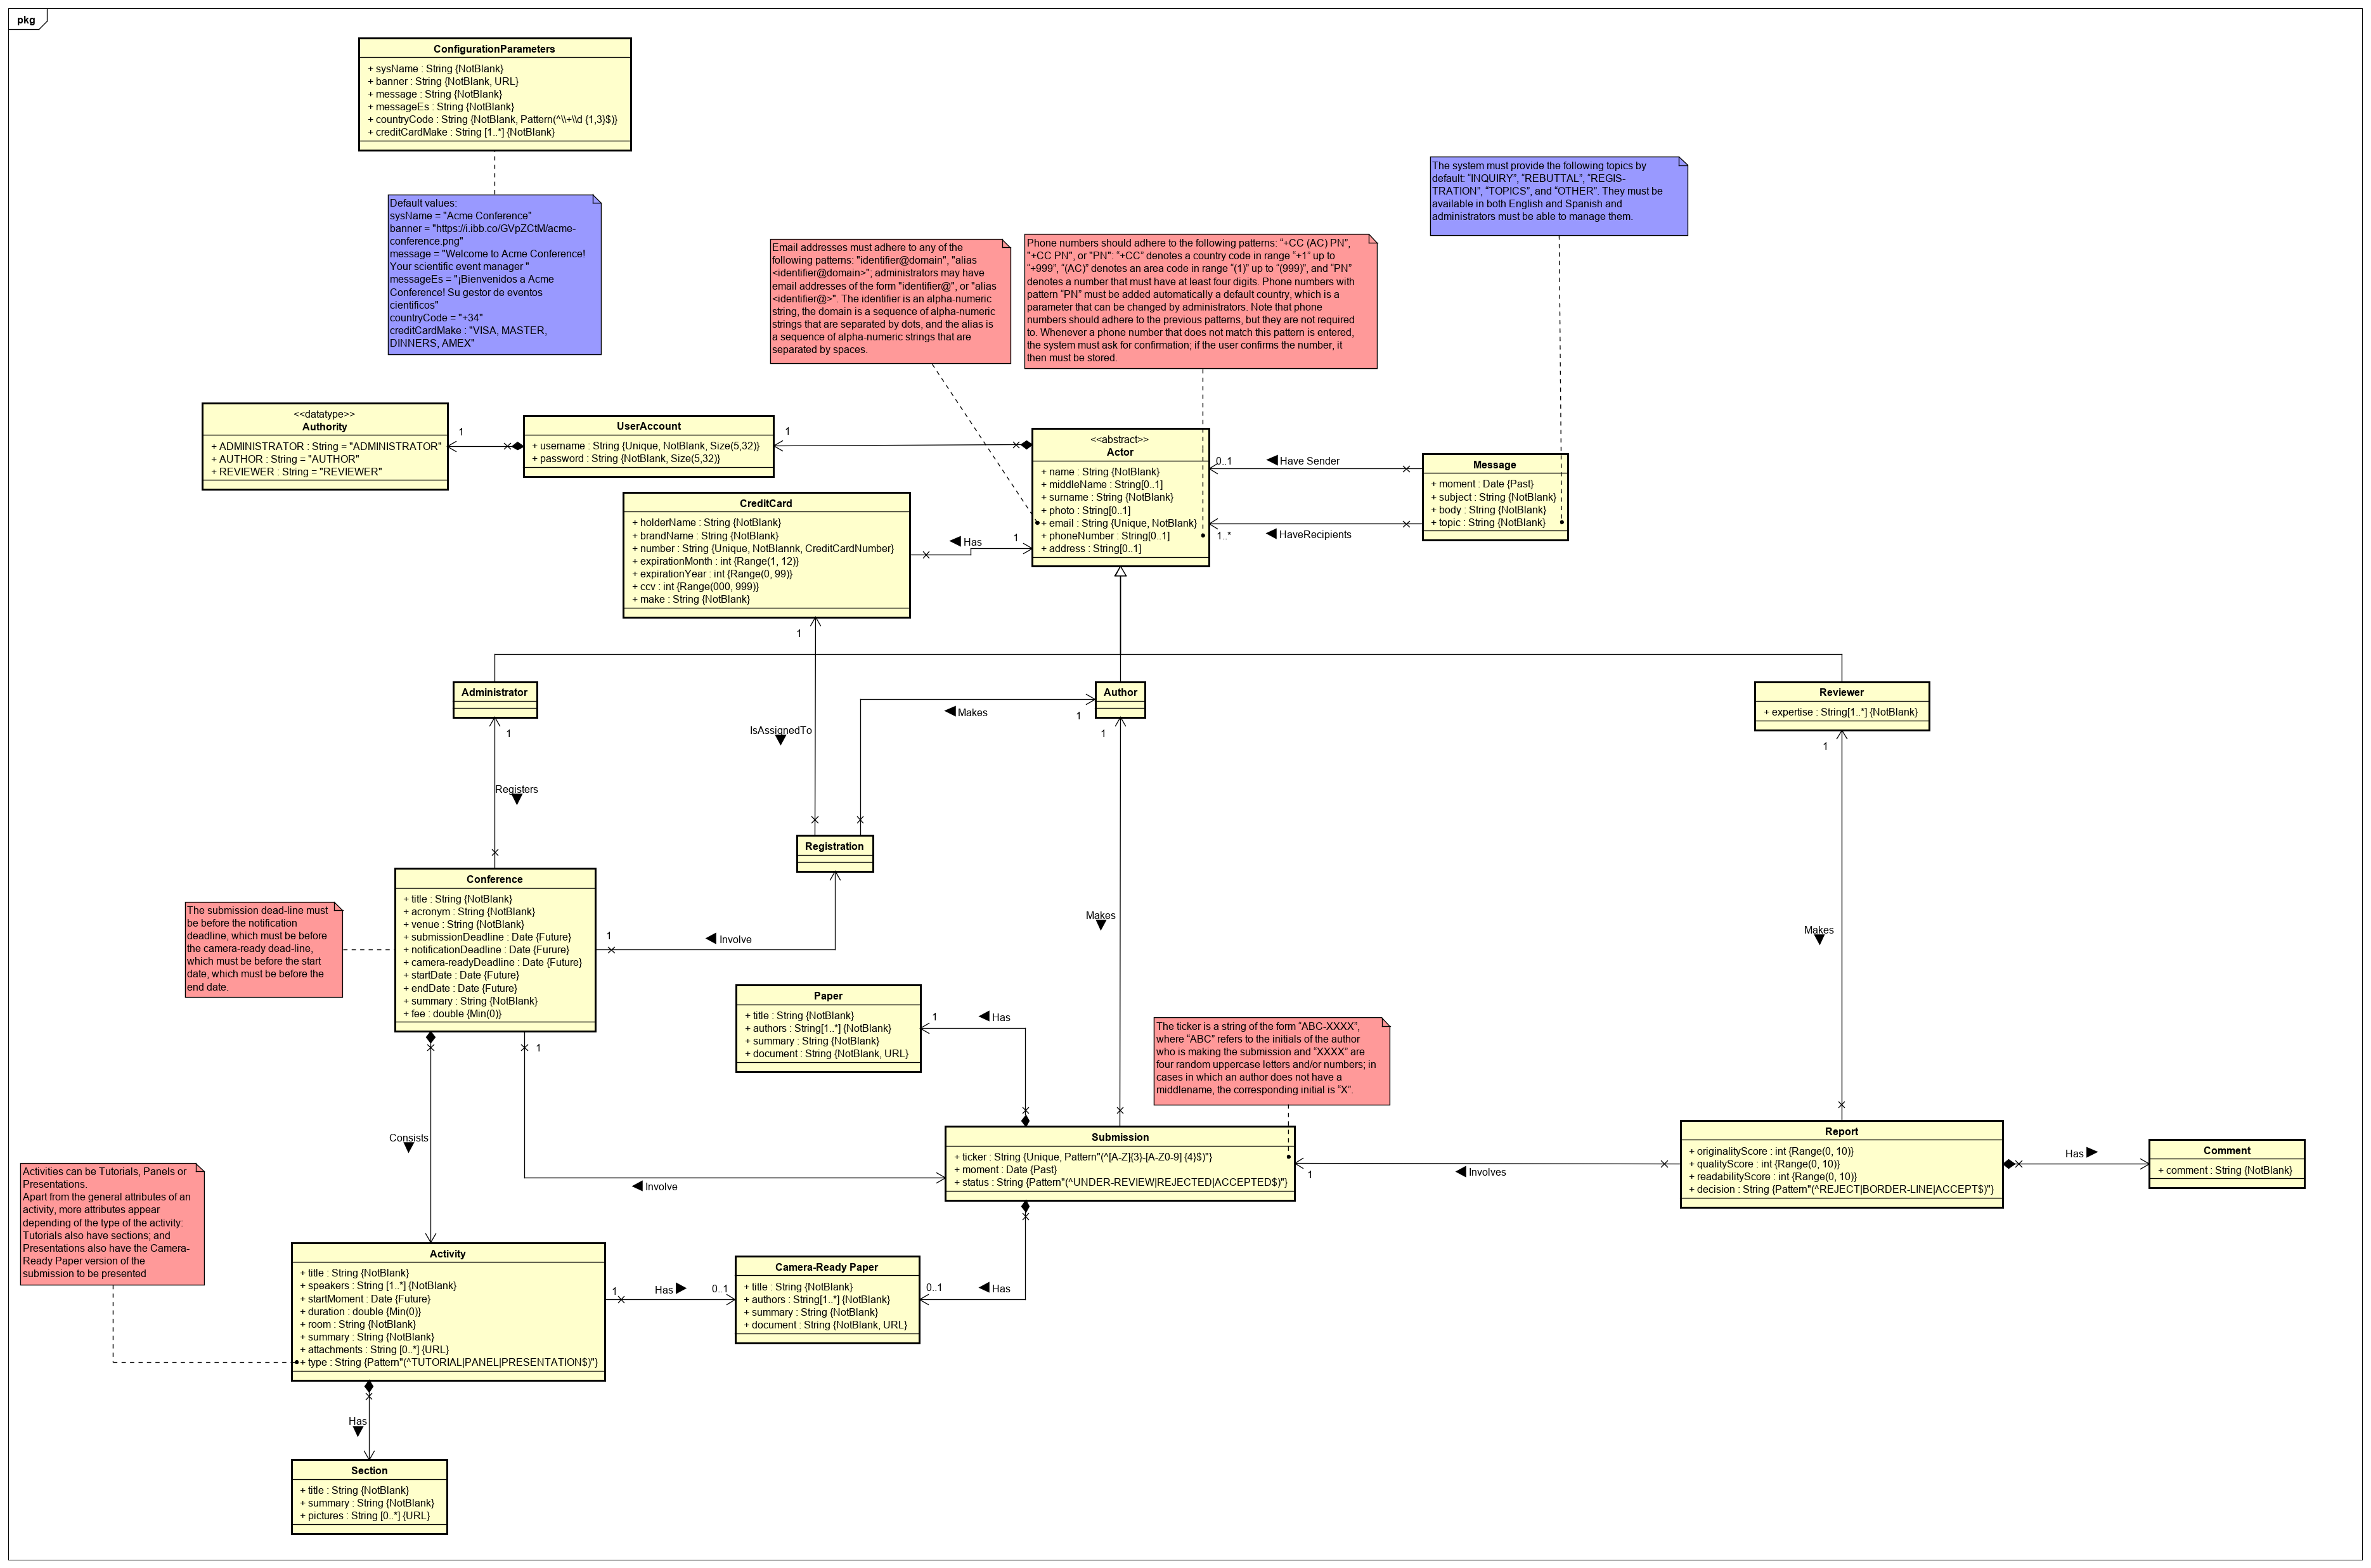 pkg
ConfigurationParameters
+ sysName : String {NotBlank}
+ banner : String {NotBlank, URL}
+ message : String {NotBlank}
+ messageEs : String {NotBlank}
+ countryCode : String {NotBlank, Pattern(^\\+\\d {1,3}$)}
+ creditCardMake : String [1..*] {NotBlank}
Default values:
sysName = "Acme Conference"
banner = "https://i.ibb.co/GVpZCtM/acme-
conference.png"
message = "Welcome to Acme Conference!
Your scientific event manager "
messageEs = "¡Bienvenidos a Acme
Conference! Su gestor de eventos
cientificos"
countryCode = "+34"
creditCardMake : "VISA, MASTER,
DINNERS, AMEX"
Email addresses must adhere to any of the
following patterns: "identifier@domain", "alias
<identifier@domain>"; administrators may have
email addresses of the form "identifier@", or "alias
<identifier@>". The identifier is an alpha-numeric
string, the domain is a sequence of alpha-numeric
strings that are separated by dots, and the alias is
a sequence of alpha-numeric strings that are
separated by spaces.
Phone numbers should adhere to the following patterns: "+CC (AC) PN",
"+CC PN", or "PN": "+CC" denotes a country code in range "+1" up to
"+999", "(AC)" denotes an area code in range "(1)" up to "(999)", and "PN"
denotes a number that must have at least four digits. Phone numbers with
pattern "PN" must be added automatically a default country, which is a
parameter that can be changed by administrators. Note that phone
numbers should adhere to the previous patterns, but they are not required
to. Whenever a phone number that does not match this pattern is entered,
the system must ask for confirmation; if the user confirms the number, it
then must be stored.
The system must provide the following topics by
default: "INQUIRY", "REBUTTAL", "REGIS-
TRATION", "TOPICS", and "OTHER". They must be
available in both English and Spanish and
administrators must be able to manage them.
<<datatype>>
Authority
+ ADMINISTRATOR : String = "ADMINISTRATOR"
+ AUTHOR : String = "AUTHOR"
+ REVIEWER : String = "REVIEWER"
1
UserAccount
+ username : String {Unique, NotBlank, Size(5,32)}
+ password : String {NotBlank, Size(5,32)}
1
<<abstract>>
Actor
+ name : String {NotBlank}
+ middleName : String[0..1]
+ surname : String {NotBlank}
+ photo : String[0..1]
+ email : String {Unique, NotBlank}
+ phoneNumber : String[0..1]
+ address : String[0..1]
0..1
Have Sender
1..*
HaveRecipients
Message
+ moment : Date {Past}
+ subject : String {NotBlank}
+ body : String {NotBlank}
+ topic : String {NotBlank}
CreditCard
+ holderName : String {NotBlank}
+ brandName : String {NotBlank}
+ number : String {Unique, NotBlannk, CreditCardNumber}
+ expirationMonth : int {Range(1, 12)}
+ expirationYear : int {Range(0, 99)}
+ ccv : int {Range(000, 999)}
+ make : String {NotBlank}
Has
1
1
Administrator
1
Author
1
Makes
1
Reviewer
+ expertise : String[1..*] {NotBlank}
1
IsAssignedTo
Registers
Registration
Conference
+ title : String {NotBlank}
+ acronym : String {NotBlank}
+ venue : String {NotBlank}
+ submissionDeadline : Date {Future}
+ notificationDeadline : Date {Furure}
+ camera-readyDeadline : Date {Future}
+ startDate : Date {Future}
+ endDate : Date {Future}
+ summary : String {NotBlank}
+ fee : double {Min(0)}
The submission dead-line must
be before the notification
deadline, which must be before
the camera-ready dead-line,
which must be before the start
date, which must be before the
end date.
1
Involve
Makes
Makes
Paper
+ title : String {NotBlank}
+ authors : String[1..*] {NotBlank}
+ summary : String {NotBlank}
+ document : String {NotBlank, URL}
1
Has
1
The ticker is a string of the form "ABC-XXXX",
where "ABC" refers to the initials of the author
who is making the submission and "XXXX" are
four random uppercase letters and/or numbers; in
cases in which an author does not have a
middlename, the corresponding initial is "X".
Consists
Involve
Submission
+ ticker : String {Unique, Pattern"(^[A-Z]{3}-[A-Z0-9] {4}$)"}
+ moment : Date {Past}
+ status : String {Pattern"(^UNDER-REVIEW|REJECTED|ACCEPTED$)"}
1
Involves
Report
+ originalityScore : int {Range(0, 10)}
+ qualityScore : int {Range(0, 10)}
+ readabilityScore : int {Range(0, 10)}
+ decision : String {Pattern"(^REJECT|BORDER-LINE|ACCEPT$)"}
Has
Comment
+ comment : String {NotBlank}
Activities can be Tutorials, Panels or
Presentations.
Apart from the general attributes of an
activity, more attributes appear
depending of the type of the activity:
Tutorials also have sections; and
Presentations also have the Camera-
Ready Paper version of the
submission to be presented
Activity
+ title : String {NotBlank}
+ speakers : String [1..*] {NotBlank}
+ startMoment : Date {Future}
+ duration : double {Min(0)}
+ room : String {NotBlank}
+ summary : String {NotBlank}
+ attachments : String [0..*] {URL}
+ type : String {Pattern"(^TUTORIAL|PANEL|PRESENTATION$)"}
1
Has
0..1
Camera-Ready Paper
+ title : String {NotBlank}
+ authors : String[1..*] {NotBlank}
+ summary : String {NotBlank}
+ document : String {NotBlank, URL}
0..1
Has
Has
Section
+ title : String {NotBlank}
+ summary : String {NotBlank}
+ pictures : String [0..*] {URL}